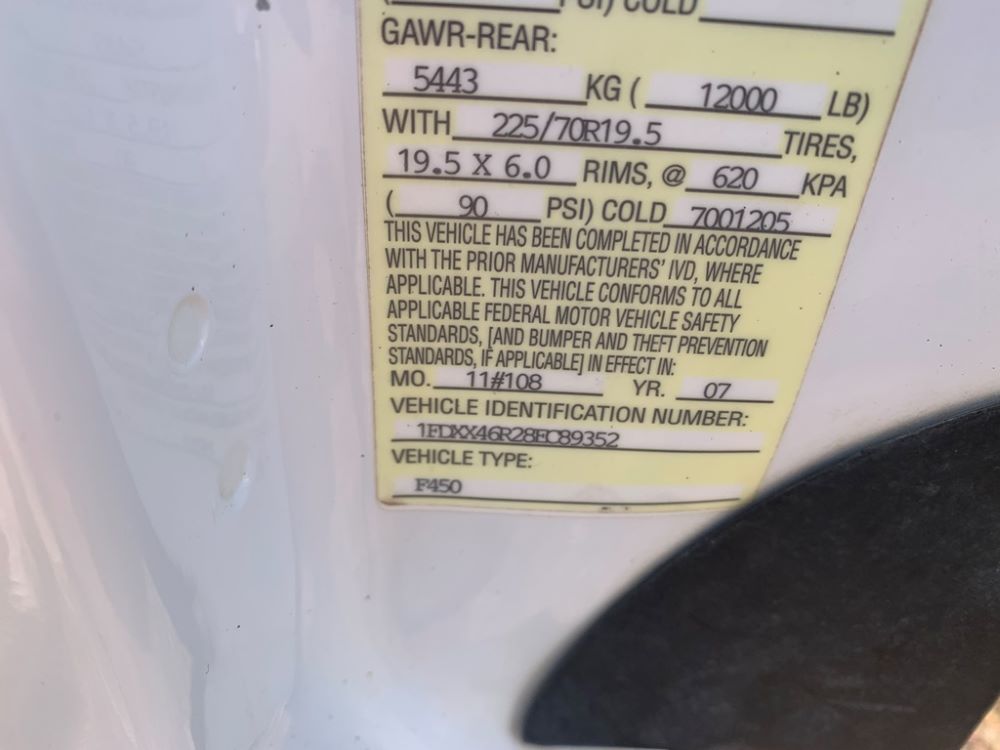 PSI) COLD
GAWR-REAR:
5443 KG ( 12000 LB)
WITH 225/70R19.5 TIRES,
19.5 X 6.0 RIMS, @ 620 KPA
( 90 PSI) COLD 7001205
THIS VEHICLE HAS BEEN COMPLETED IN ACCORDANCE
WITH THE PRIOR MANUFACTURERS' IVD, WHERE
APPLICABLE. THIS VEHICLE CONFORMS TO ALL
APPLICABLE FEDERAL MOTOR VEHICLE SAFETY
STANDARDS, [AND BUMPER AND THEFT PREVENTION
STANDARDS, IF APPLICABLE] IN EFFECT IN:
MO. 11#108 YR. 07
VEHICLE IDENTIFICATION NUMBER:
1FDXX46R28EC89352
VEHICLE TYPE:
F450